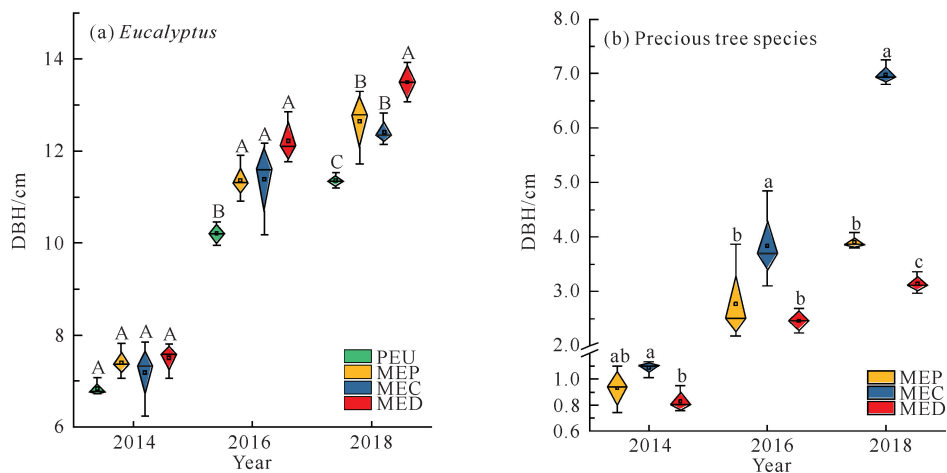 (a) Eucalyptus
DBH/cm
14
12
10
8
6
A
A
A
A
B
A
A
A
C
B
B
A
PEU
MEP
MEC
MED
2014
2016
2018
Year
(b) Precious tree species
DBH/cm
8.0
7.0
6.0
5.0
4.0
3.0
2.0
1.0
0.8
0.6
ab
a
b
b
a
b
b
a
c
MEP
MEC
MED
2014
2016
2018
Year